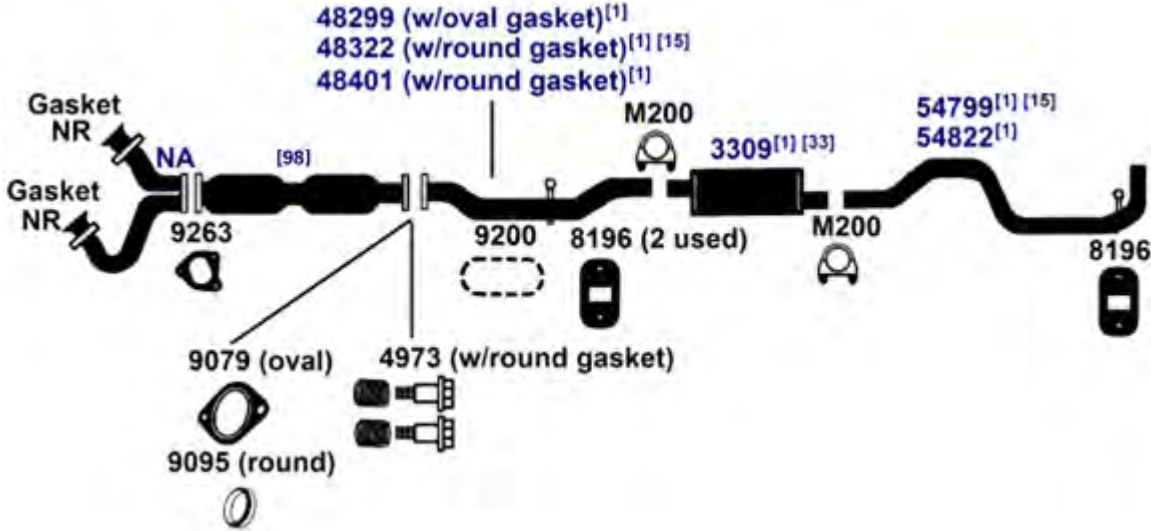 48299 (w/oval gasket)[1]
48322 (w/round gasket)[1] [15]
48401 (w/round gasket)[1]
Gasket
NR
NA
[98]
M200
3309[1] [33]
54799[1] [15]
54822[1]
Gasket
NR
9263
9200
8196 (2 used)
M200
8196
9079 (oval)
4973 (w/round gasket)
9095 (round)